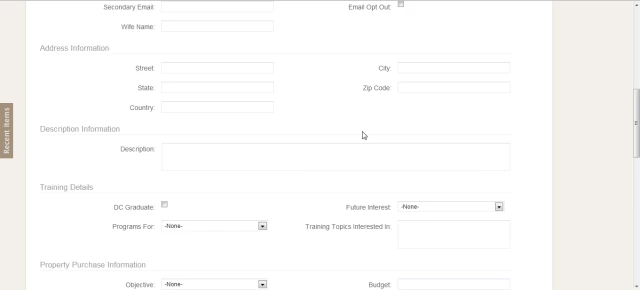 Secondary Email: Email Opt Out:
Wife Name:
Address Information
Street: City:
State: Zip Code:
Country:
Description Information
Description:
Training Details
DC Graduate: Future Interest: -None-
Programs For: -None- Training Topics Interested In:
Property Purchase Information
Objective: -None- Budget:
Recent Items